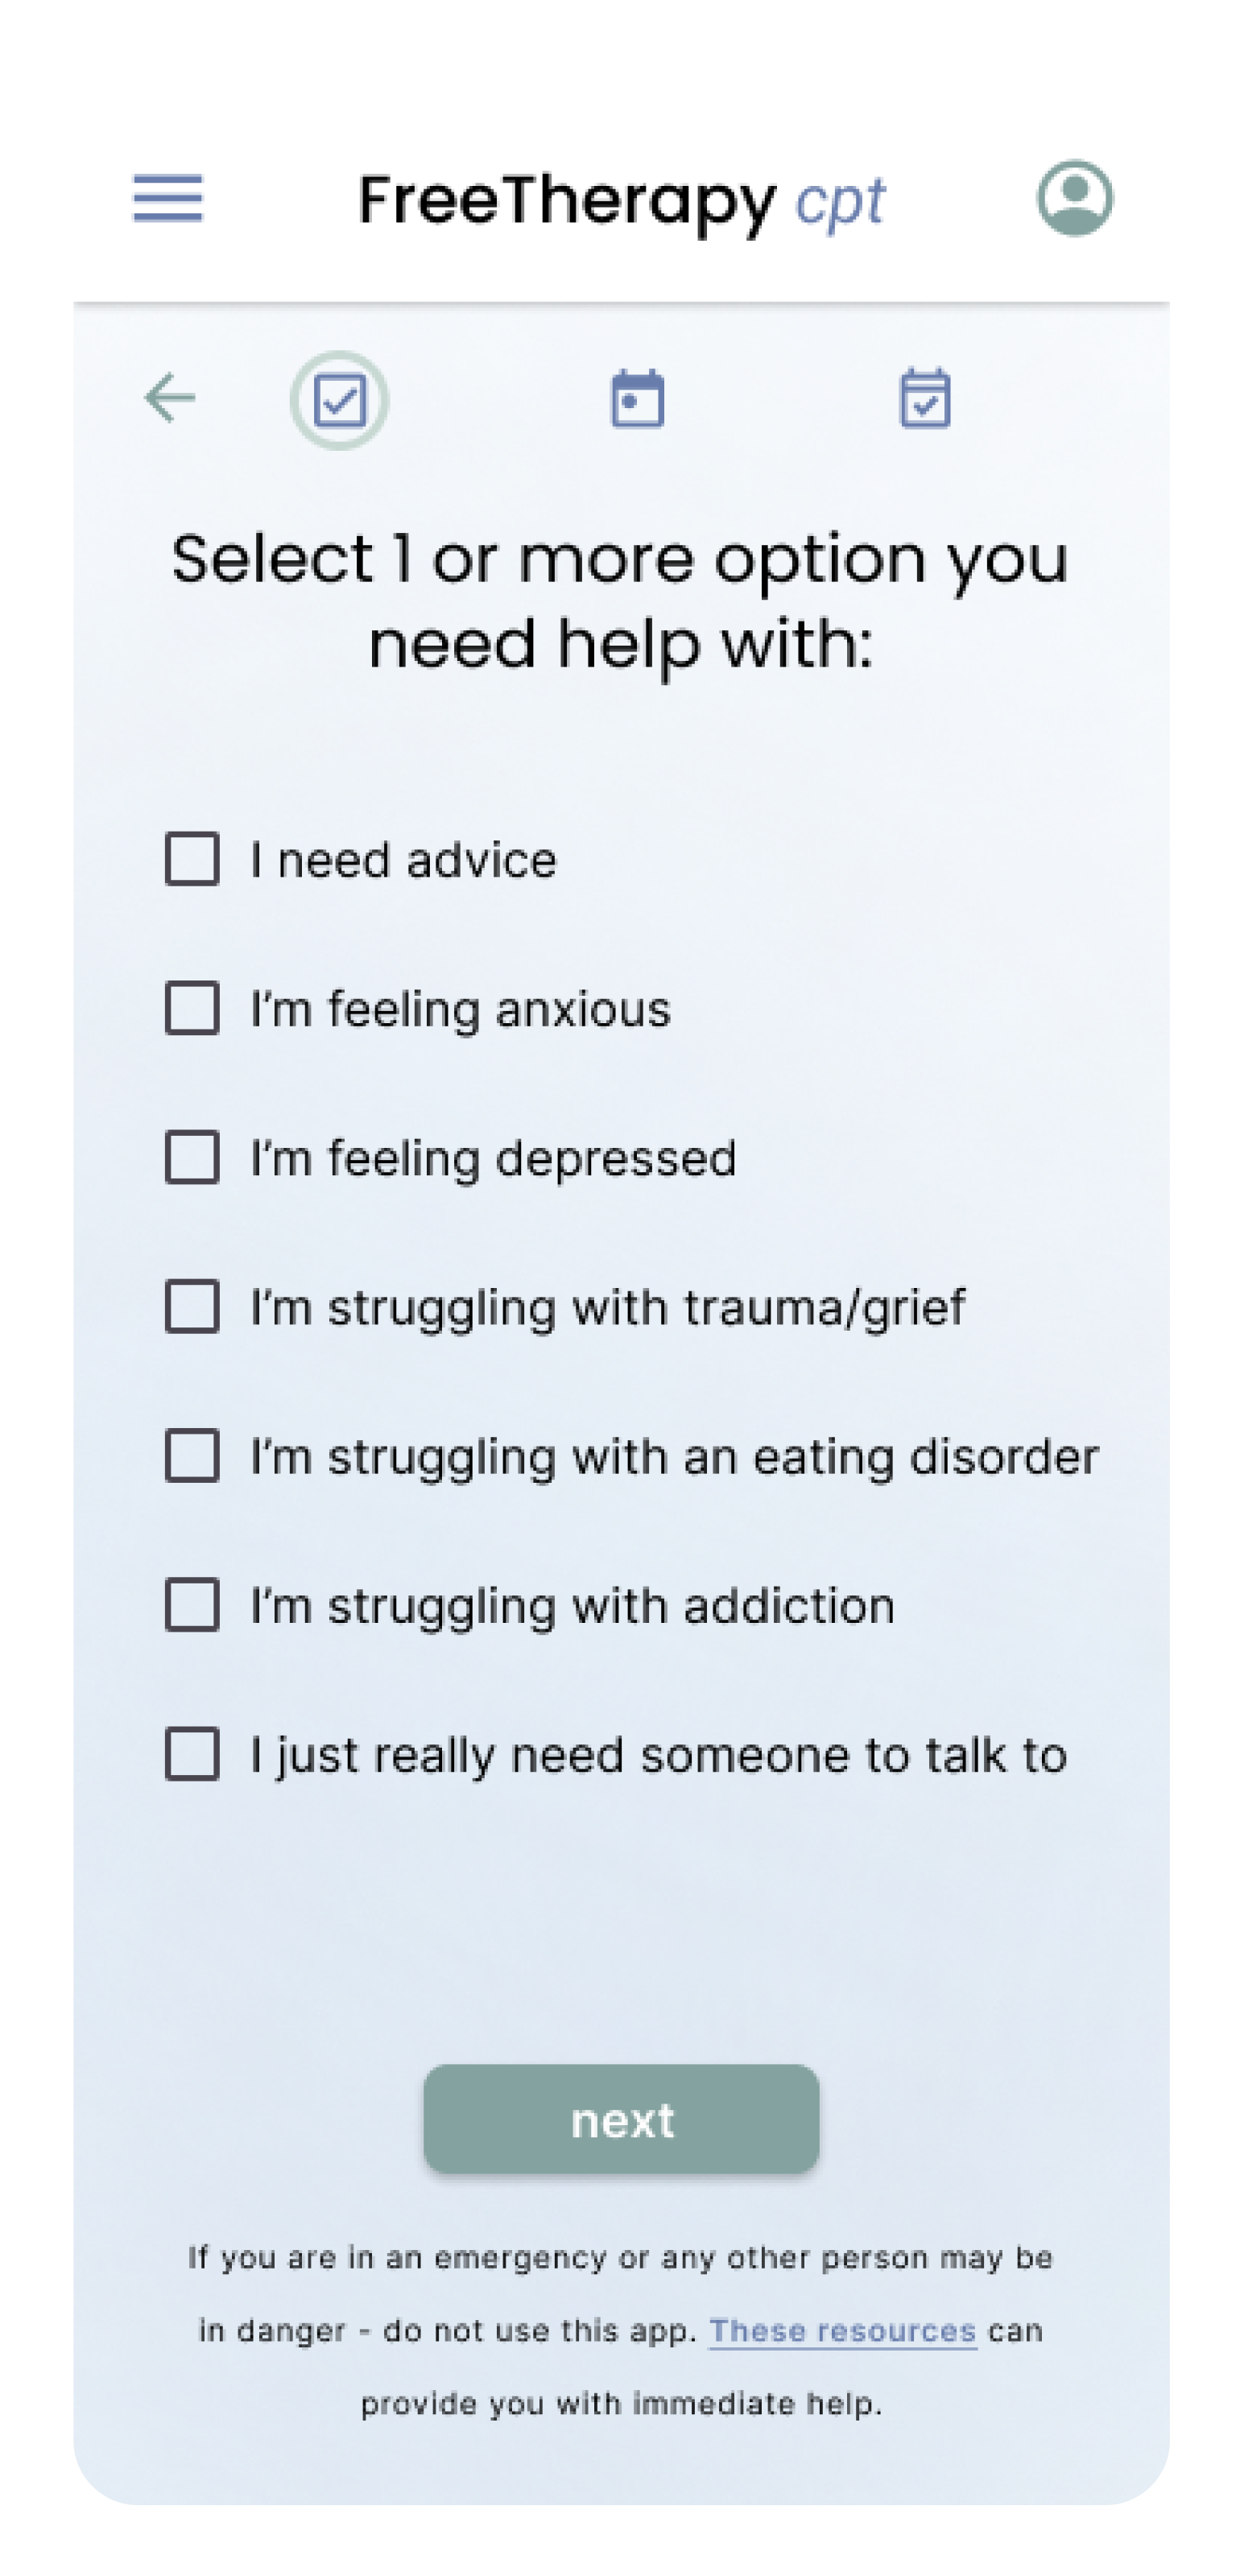 FreeTherapy cpt
Select 1 or more option you
need help with:
I need advice
I’m feeling anxious
I’m feeling depressed
I’m struggling with trauma/grief
I’m struggling with an eating disorder
I’m struggling with addiction
I just really need someone to talk to
next
If you are in an emergency or any other person may be
in danger - do not use this app. These resources can
provide you with immediate help.